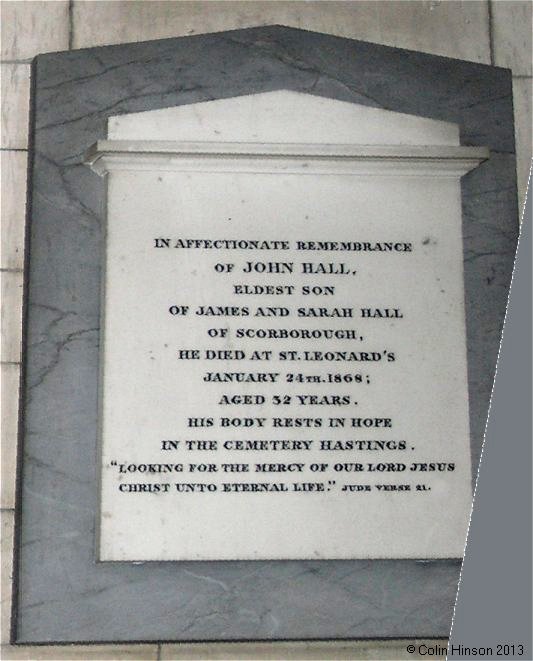 IN AFFECTIONATE REMEMBRANCE
OF JOHN HALL,
ELDEST SON
OF JAMES AND SARAH HALL
OF SCORBOROUGH,
HE DIED AT ST. LEONARD'S
JANUARY 24TH. 1868;
AGED 32 YEARS.
HIS BODY RESTS IN HOPE
IN THE CEMETERY HASTINGS.
"LOOKING FOR THE MERCY OF OUR LORD JESUS
CHRIST UNTO ETERNAL LIFE." JUDE VERSE 21.
©Colin Hinson 2013